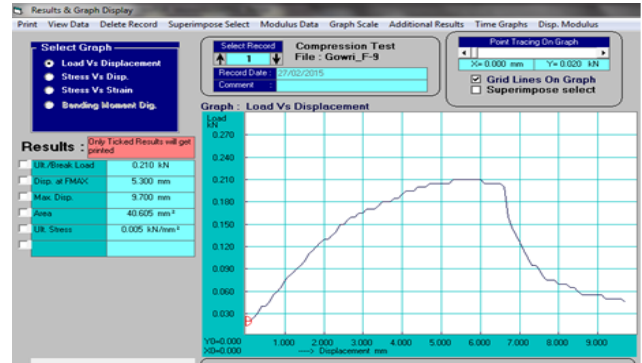 Results & Graph Display
Print View Data Delete Record Superimpose Select Modulus Data Graph Scale Additional Results Time Graphs Disp. Modulus
Select Graph
Load Vs Displacement
Stress Vs Disp.
Stress Vs Strain
Bending Moment Dig.
Select Record
1
Compression Test
File : Gowri_F-9
Record Date : 27/02/2015
Comment :
Point Tracing On Graph
X= 0.000 mm Y= 0.020 kN
Grid Lines On Graph
Superimpose select
Results :
Only Ticked Results will get
printed
Ult./Break Load 0.210 kN
Disp. at FMAX 5.300 mm
Max. Disp. 9.700 mm
Area 40.605 mm²
Ult. Stress 0.005 kN/mm²
Graph : Load Vs Displacement
Load
kN
0.270
0.240
0.210
0.180
0.150
0.120
0.090
0.060
0.030
Y0=0.000
X0=0.000
1.000 2.000 3.000 4.000 5.000 6.000 7.000 8.000 9.000
---> Displacement mm